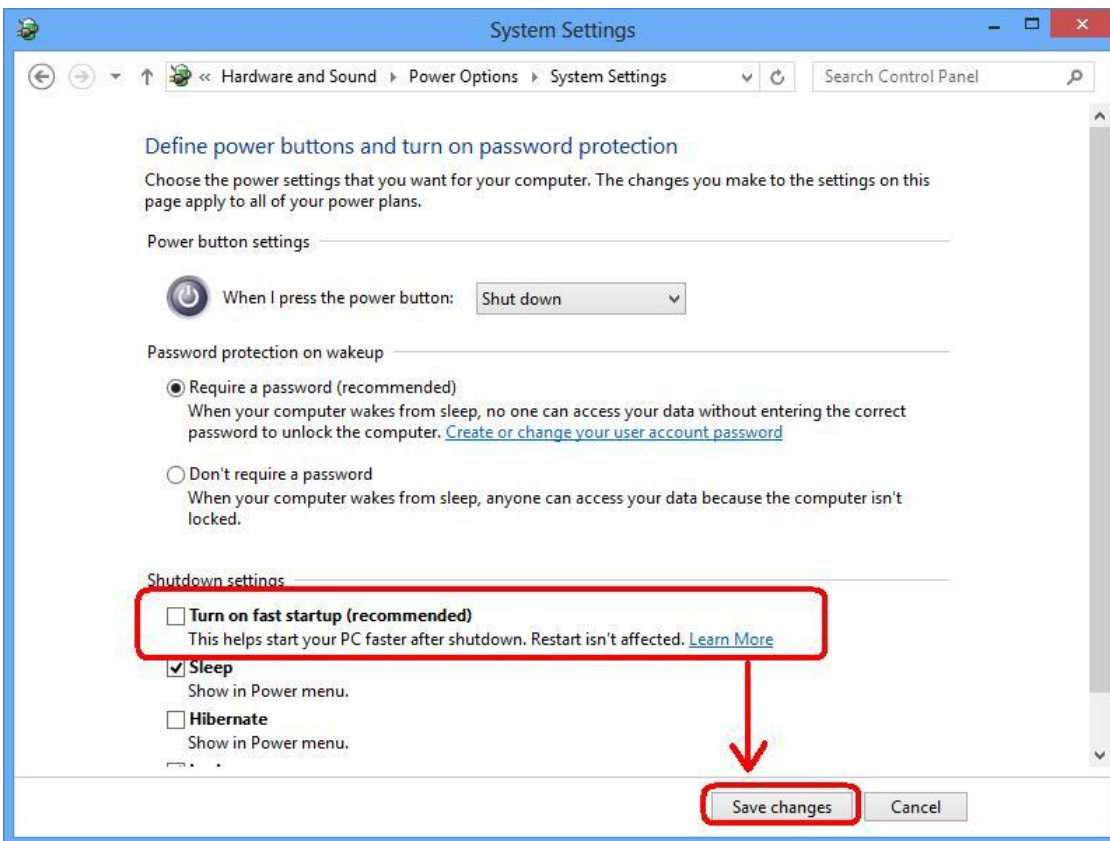 System Settings
« Hardware and Sound ▸ Power Options ▸ System Settings
Search Control Panel
Define power buttons and turn on password protection
Choose the power settings that you want for your computer. The changes you make to the settings on this
page apply to all of your power plans.
Power button settings
When I press the power button:
Shut down
Password protection on wakeup
Require a password (recommended)
When your computer wakes from sleep, no one can access your data without entering the correct
password to unlock the computer. Create or change your user account password
Don't require a password
When your computer wakes from sleep, anyone can access your data because the computer isn't
locked.
Shutdown settings
Turn on fast startup (recommended)
This helps start your PC faster after shutdown. Restart isn't affected. Learn More
Sleep
Show in Power menu.
Hibernate
Show in Power menu.
Save changes
Cancel